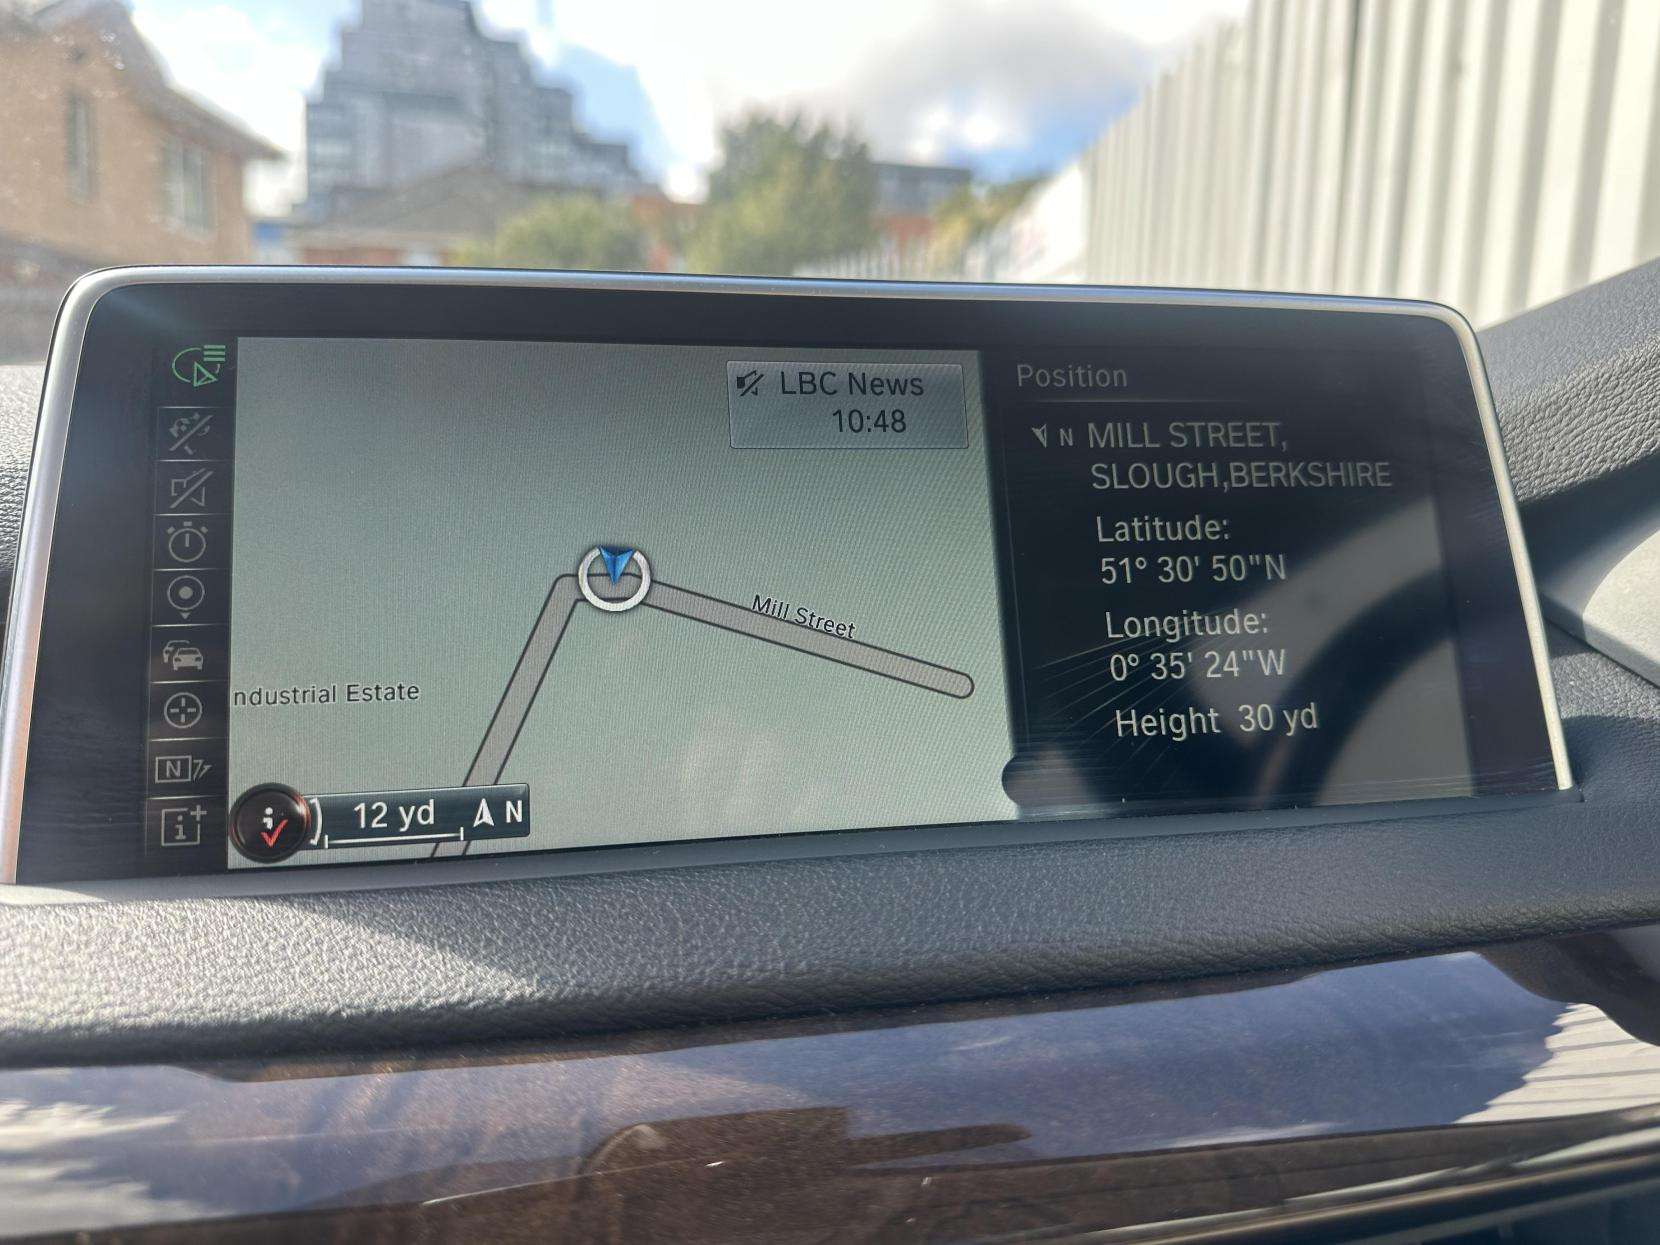 LBC News
10:48
Mill Street
ndustrial Estate
12 yd N
N
i
Position
N MILL STREET,
SLOUGH,BERKSHIRE
Latitude:
51° 30' 50"N
Longitude:
0° 35' 24"W
Height 30 yd